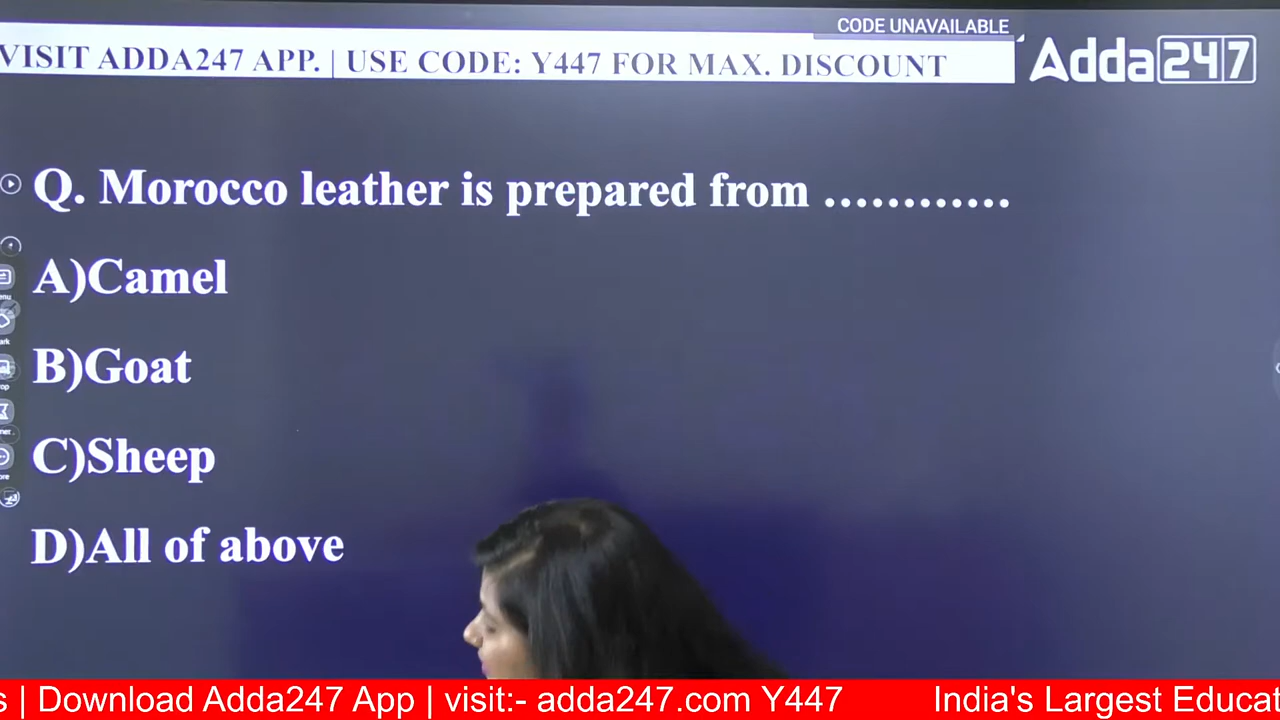 CODE UNAVAILABLE
VISIT ADDA247 APP. | USE CODE: Y447 FOR MAX. DISCOUNT
Adda247
Q. Morocco leather is prepared from ............
A)Camel
B)Goat
C)Sheep
D)All of above
| Download Adda247 App | visit:- adda247.com Y447 India's Largest